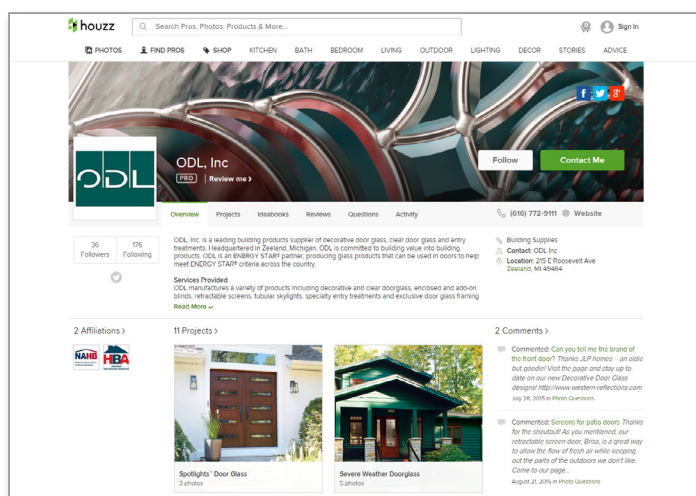 houzz
Search Pros, Photos, Products & More...
Sign In
PHOTOS
FIND PROS
SHOP
KITCHEN
BATH
BEDROOM
LIVING
OUTDOOR
LIGHTING
DECOR
STORIES
ADVICE
ODL
ODL, Inc
PRO Review me >
Follow
Contact Me
Overview
Projects
Ideabooks
Reviews
Questions
Activity
(616) 772-9111
Website
36
Followers
176
Following
ODL, Inc. is a leading building products supplier of decorative door glass, clear door glass and entry
treatments. Headquartered in Zeeland, Michigan, ODL is committed to building value into building
products. ODL is an ENERGY STAR® partner, producing glass products that can be used in doors to help
meet ENERGY STAR® criteria across the country.
Services Provided
ODL manufactures a variety of products including decorative and clear doorglass, enclosed and add-on
blinds, retractable screens, tubular skylights, specialty entry treatments and exclusive door glass framing
Read More
Building Supplies
Contact: ODL Inc
Location: 215 E Roosevelt Ave
Zeeland, MI 49464
2 Affiliations >
NAHB
HBA
11 Projects >
Spotlights™ Door Glass
3 photos
Severe Weather Doorglass
5 photos
2 Comments >
Commented: Can you tell me the brand of
the front door? Thanks JLP homes - an oldie
but goodie! Visit the page and stay up to
date on our new Decorative Door Glass
designs! http://www.western-reflections.com
July 28, 2015 in Photo Questions
Commented: Screens for patio doors Thanks
for the shoutout! As you mentioned, our
retractable screen door, Brisa, is a great way
to allow the flow of fresh air while keeping
out the parts of the outdoors we don't like.
Come to our page...
August 21, 2015 in Photo Questions